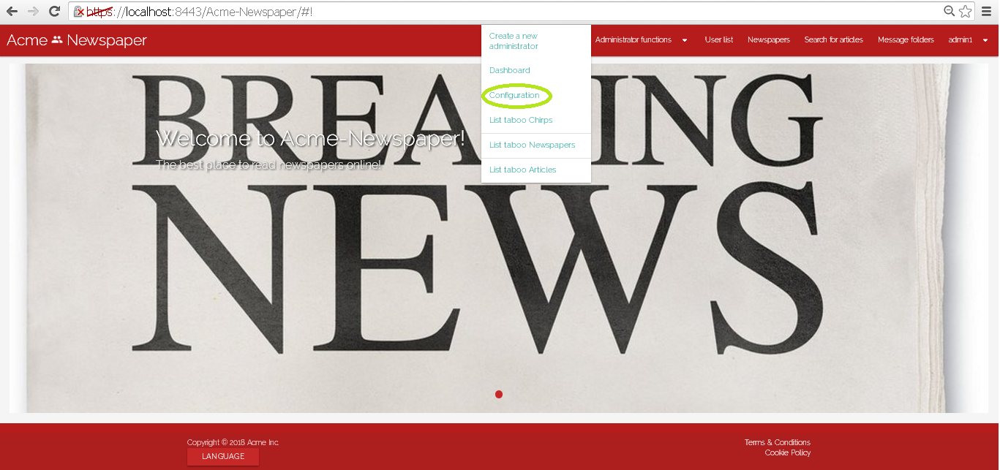 https://localhost:8443/Acme-Newspaper/#!
Acme Newspaper
Administrator functions
User list
Newspapers
Search for articles
Message folders
admin1
Create a new
administrator
Dashboard
Configuration
List taboo Chirps
List taboo Newspapers
List taboo Articles
BREA ING
Welcome to Acme-Newspaper!
The best place to read newspapers online!
NEWS
Copyright © 2018 Acme Inc.
LANGUAGE
Terms & Conditions
Cookie Policy